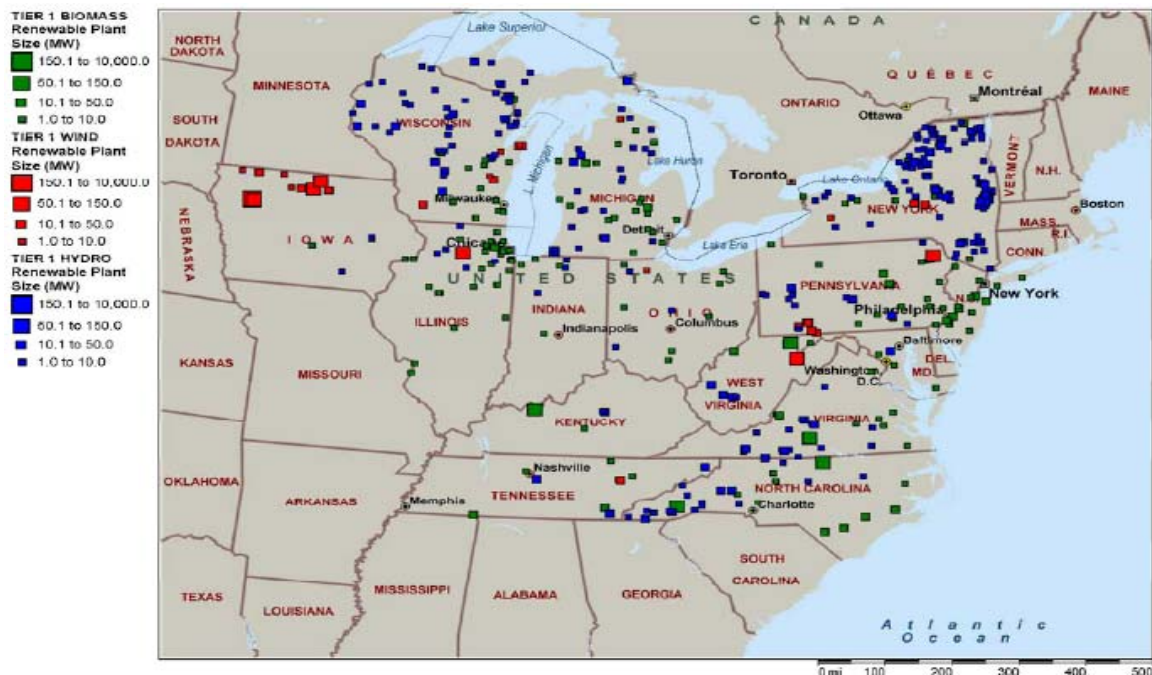 TIER 1 BIOMASS
Renewable Plant
Size (MW)
150.1 to 10,000.0
50.1 to 150.0
10.1 to 50.0
1.0 to 10.0
TIER 1 WIND
Renewable Plant
Size (MW)
150.1 to 10,000.0
50.1 to 150.0
10.1 to 50.0
1.0 to 10.0
TIER 1 HYDRO
Renewable Plant
Size (MW)
150.1 to 10,000.0
50.1 to 150.0
10.1 to 50.0
1.0 to 10.0
CANADA
Lake Superior
NORTH
DAKOTA
MINNESOTA
QUÉBEC
MAINE
ONTARIO
Montréal
Ottawa
SOUTH
DAKOTA
WISCONSIN
L. Michigan
Lake Huron
VERMONT
N.H.
Toronto
Lake Ontario
MICHIGAN
Milwaukee
NEW YORK
Boston
MASS.
R.I.
CONN.
NEBRASKA
IOWA
Detroit
Lake Erie
Chicago
UNITED STATES
PENNSYLVANIA
New York
N.J.
Philadelphia
ILLINOIS
INDIANA
OHIO
Indianapolis
Columbus
Baltimore
KANSAS
MISSOURI
WEST
VIRGINIA
Washington
D.C.
MD.
DEL.
KENTUCKY
VIRGINIA
OKLAHOMA
ARKANSAS
Nashville
TENNESSEE
Memphis
NORTH CAROLINA
Charlotte
SOUTH
CAROLINA
TEXAS
LOUISIANA
MISSISSIPPI
ALABAMA
GEORGIA
Atlantic
Ocean
0 mi 100 200 300 400 500